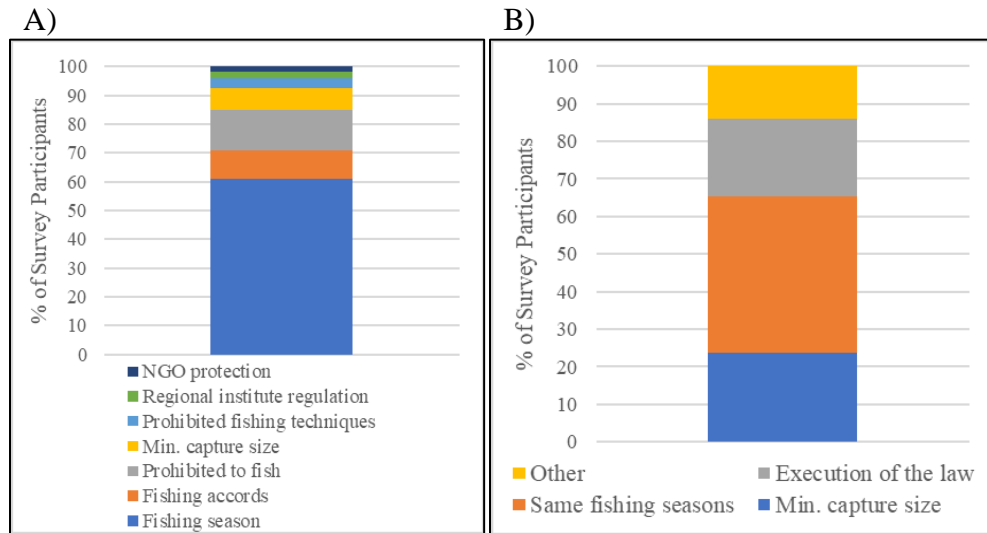 A)
% of Survey Participants
100
90
80
70
60
50
40
30
20
10
0
NGO protection
Regional institute regulation
Prohibited fishing techniques
Min. capture size
Prohibited to fish
Fishing accords
Fishing season
B)
% of Survey Participants
100
90
80
70
60
50
40
30
20
10
0
Other
Execution of the law
Same fishing seasons
Min. capture size